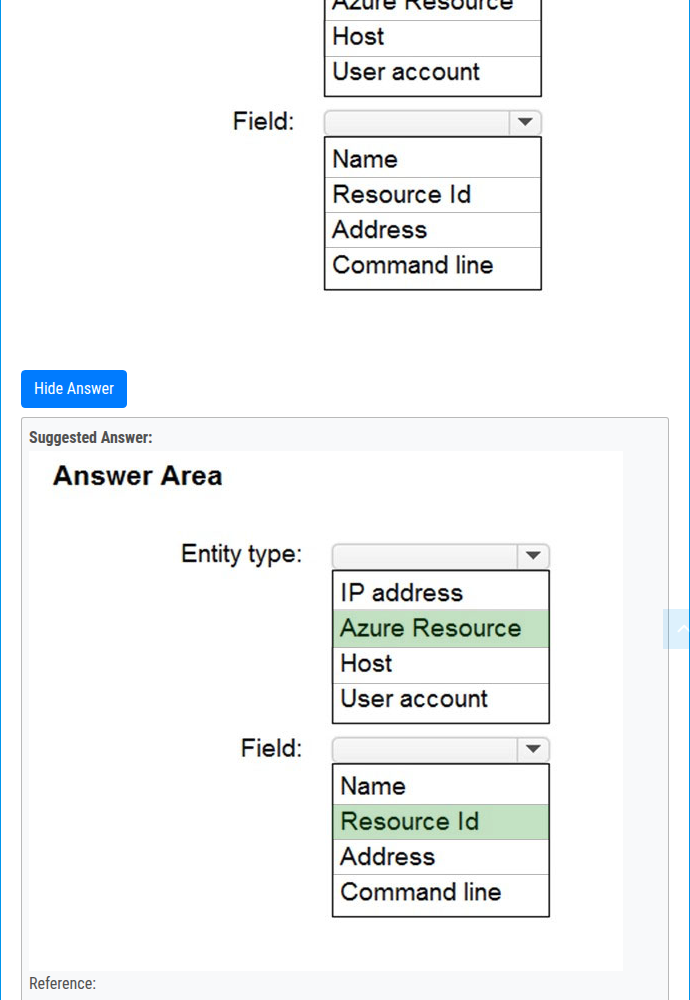 Azure Resource
Host
User account
Field:
Name
Resource Id
Address
Command line
Hide Answer
Suggested Answer:
Answer Area
Entity type:
IP address
Azure Resource
Host
User account
Field:
Name
Resource Id
Address
Command line
Reference: